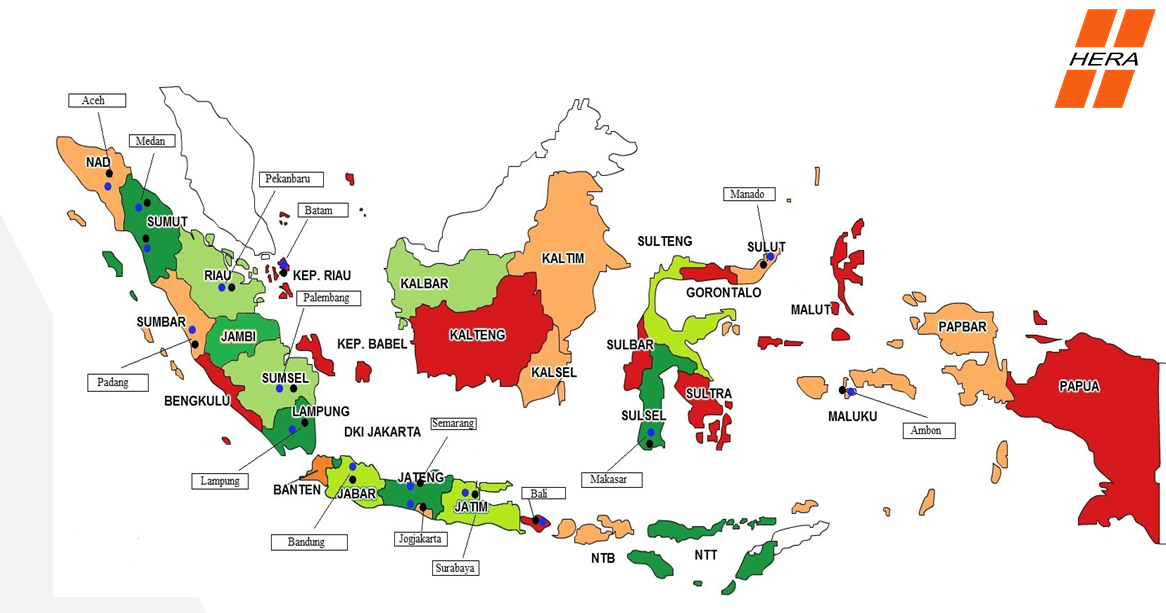 HERA
Aceh
Medan
NAD
Pekanbaru
Manado
Batam
SUMUT
SULTENG
SULUT
KALTIM
RIAU
KEP. RIAU
KALBAR
GORONTALO
Palembang
MALUT
SUMBAR
JAMBI
KALTENG
PAPBAR
KEP. BABEL
SULBAR
KALSEL
Padang
SUMSEL
PAPUA
BENGKULU
SULTRA
LAMPUNG
SULSEL
MALUKU
Semarang
DKI JAKARTA
Ambon
Lampung
JATENG
Makasar
BANTEN
JABAR
Bali
JATIM
Bandung
Jogjakarta
NTB
NTT
Surabaya